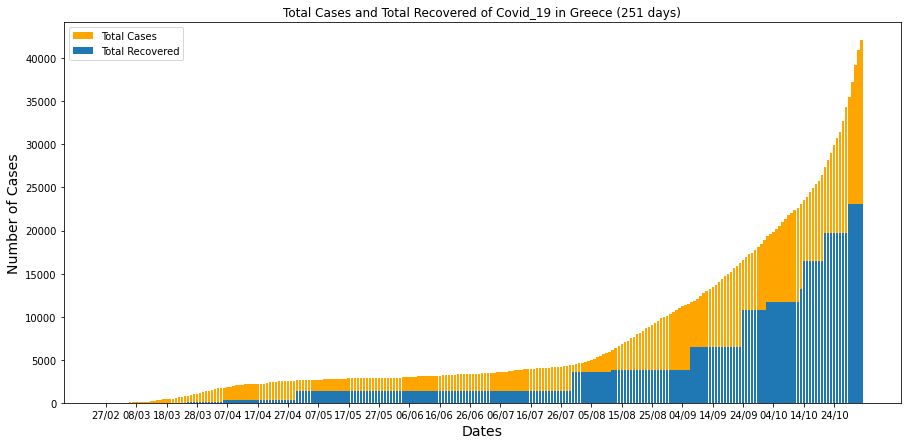 Total Cases and Total Recovered of Covid_19 in Greece (251 days)
Total Cases
Total Recovered
40000
35000
30000
25000
20000
15000
10000
5000
0
Number of Cases
27/02 08/03 18/03 28/03 07/04 17/04 27/04 07/05 17/05 27/05 06/06 16/06 26/06 06/07 16/07 26/07 05/08 15/08 25/08 04/09 14/09 24/09 04/10 14/10 24/10
Dates